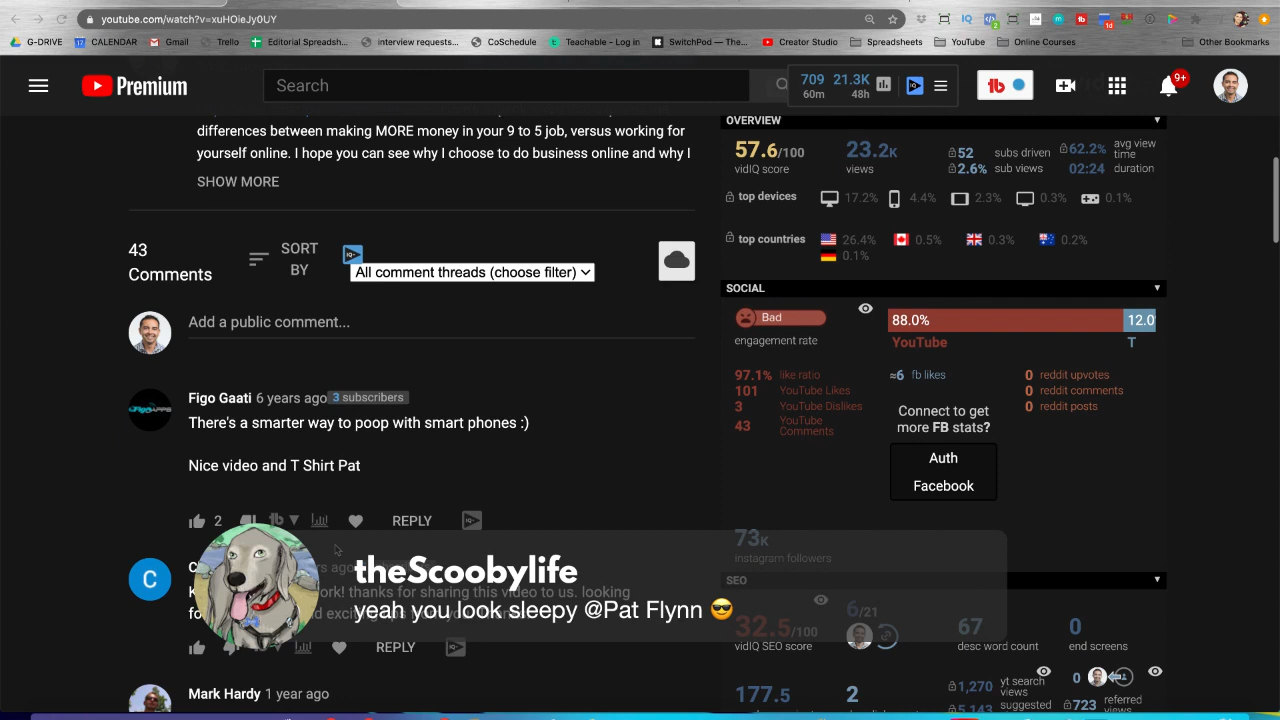 youtube.com/watch?v=xuHOieJy0UY
G-DRIVE
CALENDAR
Gmail
Trello
Editorial Spreadsh...
interview requests...
CoSchedule
Teachable - Log in
SwitchPod — The...
Creator Studio
Spreadsheets
YouTube
Online Courses
Other Bookmarks
Premium
Search
709 21.3K
60m 48h
tb
9+
differences between making MORE money in your 9 to 5 job, versus working for
yourself online. I hope you can see why I choose to do business online and why I
SHOW MORE
43
Comments
SORT
BY
All comment threads (choose filter)
Add a public comment...
Figo Gaati 6 years ago 3 subscribers
There's a smarter way to poop with smart phones :)
Nice video and T Shirt Pat
2 REPLY
C
thanks for sharing this video to us. looking
theScoobylife
yeah you look sleepy @Pat Flynn 😎
REPLY
Mark Hardy 1 year ago
OVERVIEW
57.6/100
vidIQ score
23.2K
views
52 subs driven
2.6% sub views
62.2% avg view
time
02:24 duration
top devices 17.2% 4.4% 2.3% 0.3% 0.1%
top countries 26.4% 0.5% 0.3% 0.2%
0.1%
SOCIAL
Bad
engagement rate
88.0% 12.0
YouTube T
97.1% like ratio
101 YouTube Likes
3 YouTube Dislikes
43 YouTube
Comments
≈6 fb likes
0 reddit upvotes
0 reddit comments
0 reddit posts
Connect to get
more FB stats?
Auth
Facebook
73K
instagram followers
SEO
32.5/100
vidIQ SEO score
6/21
67
desc word count
0
end screens
177.5
2
1,270 yt search
views
5,143 suggested
0
723 referred
views